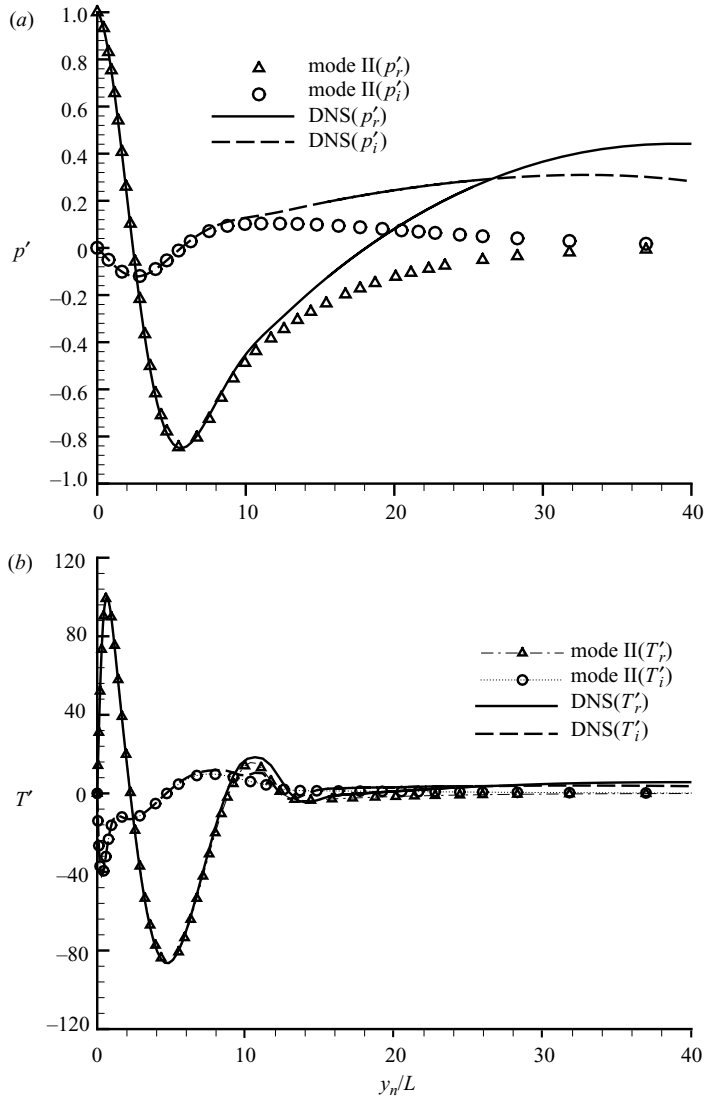 (a)
1.0
0.8
0.6
0.4
0.2
0
−0.2
−0.4
−0.6
−0.8
−1.0
p′
mode II(p′r)
mode II(p′i)
DNS(p′r)
DNS(p′i)
0 10 20 30 40
(b)
120
80
40
0
−40
−80
−120
T′
mode II(T′r)
mode II(T′i)
DNS(T′r)
DNS(T′i)
0 10 20 30 40
yn/L